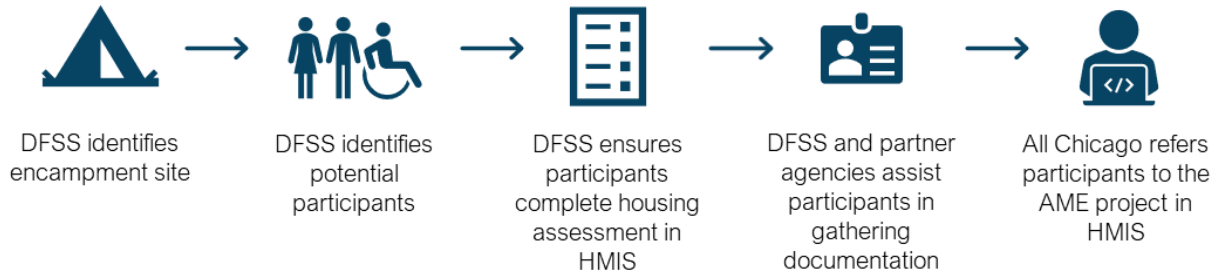 </>
DFSS identifies
encampment site
DFSS identifies
potential
participants
DFSS ensures
participants
complete housing
assessment in
HMIS
DFSS and partner
agencies assist
participants in
gathering
documentation
All Chicago refers
participants to the
AME project in
HMIS